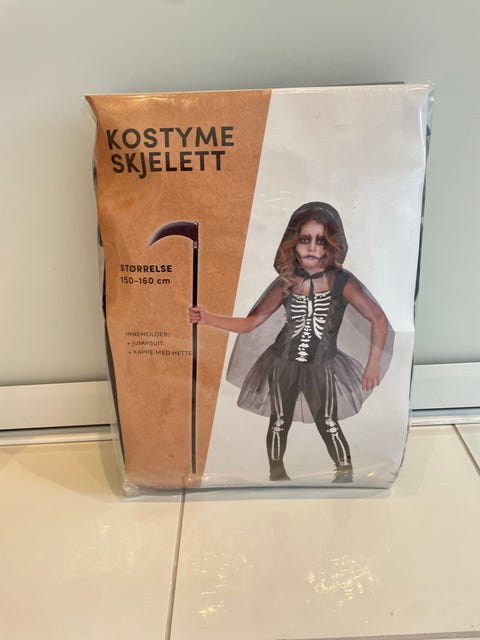 KOSTYME
SKJELETT
STØRRELSE
150-160 cm
INNEHOLDER:
• JUMPSUIT
• KAPPE MED HETTE